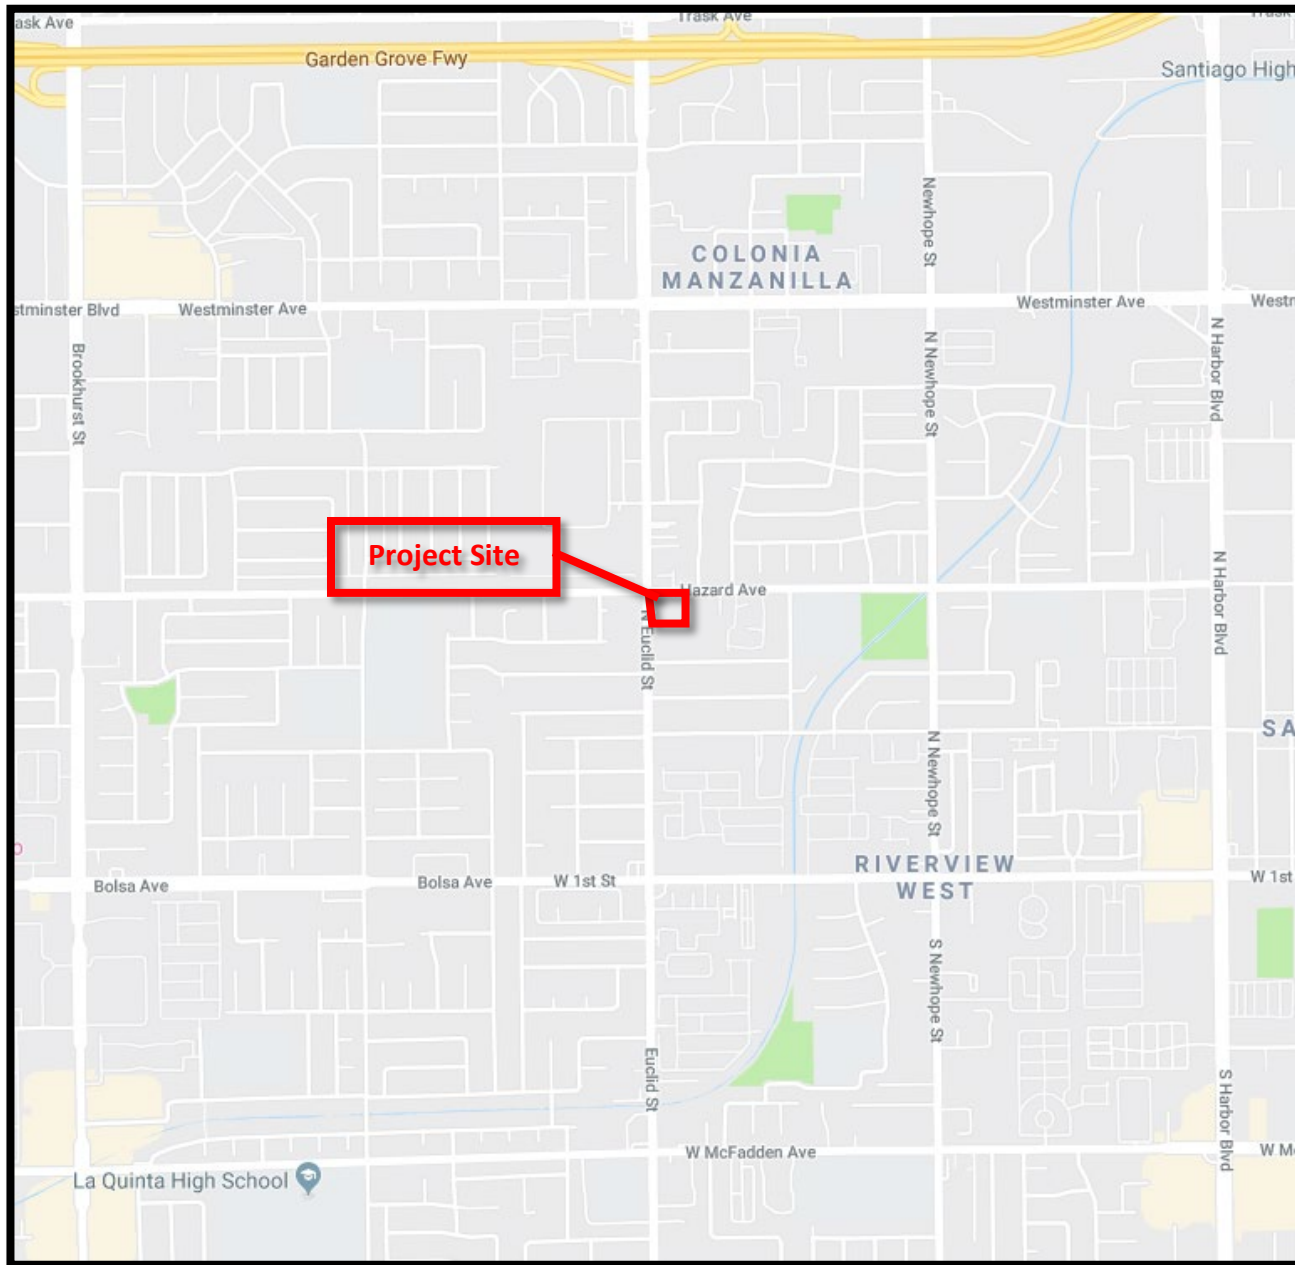 ask Ave
Trask Ave
Garden Grove Fwy
Santiago High
Newhope St
COLONIA
MANZANILLA
stminster Blvd
Westminster Ave
Westminster Ave
Westm
Brookhurst St
N Newhope St
N Harbor Blvd
Project Site
Hazard Ave
N Harbor Blvd
N Euclid St
SA
N Newhope St
RIVERVIEW
WEST
Bolsa Ave
Bolsa Ave
W 1st St
W 1st
S Newhope St
Euclid St
S Harbor Blvd
W McFadden Ave
W M
La Quinta High School